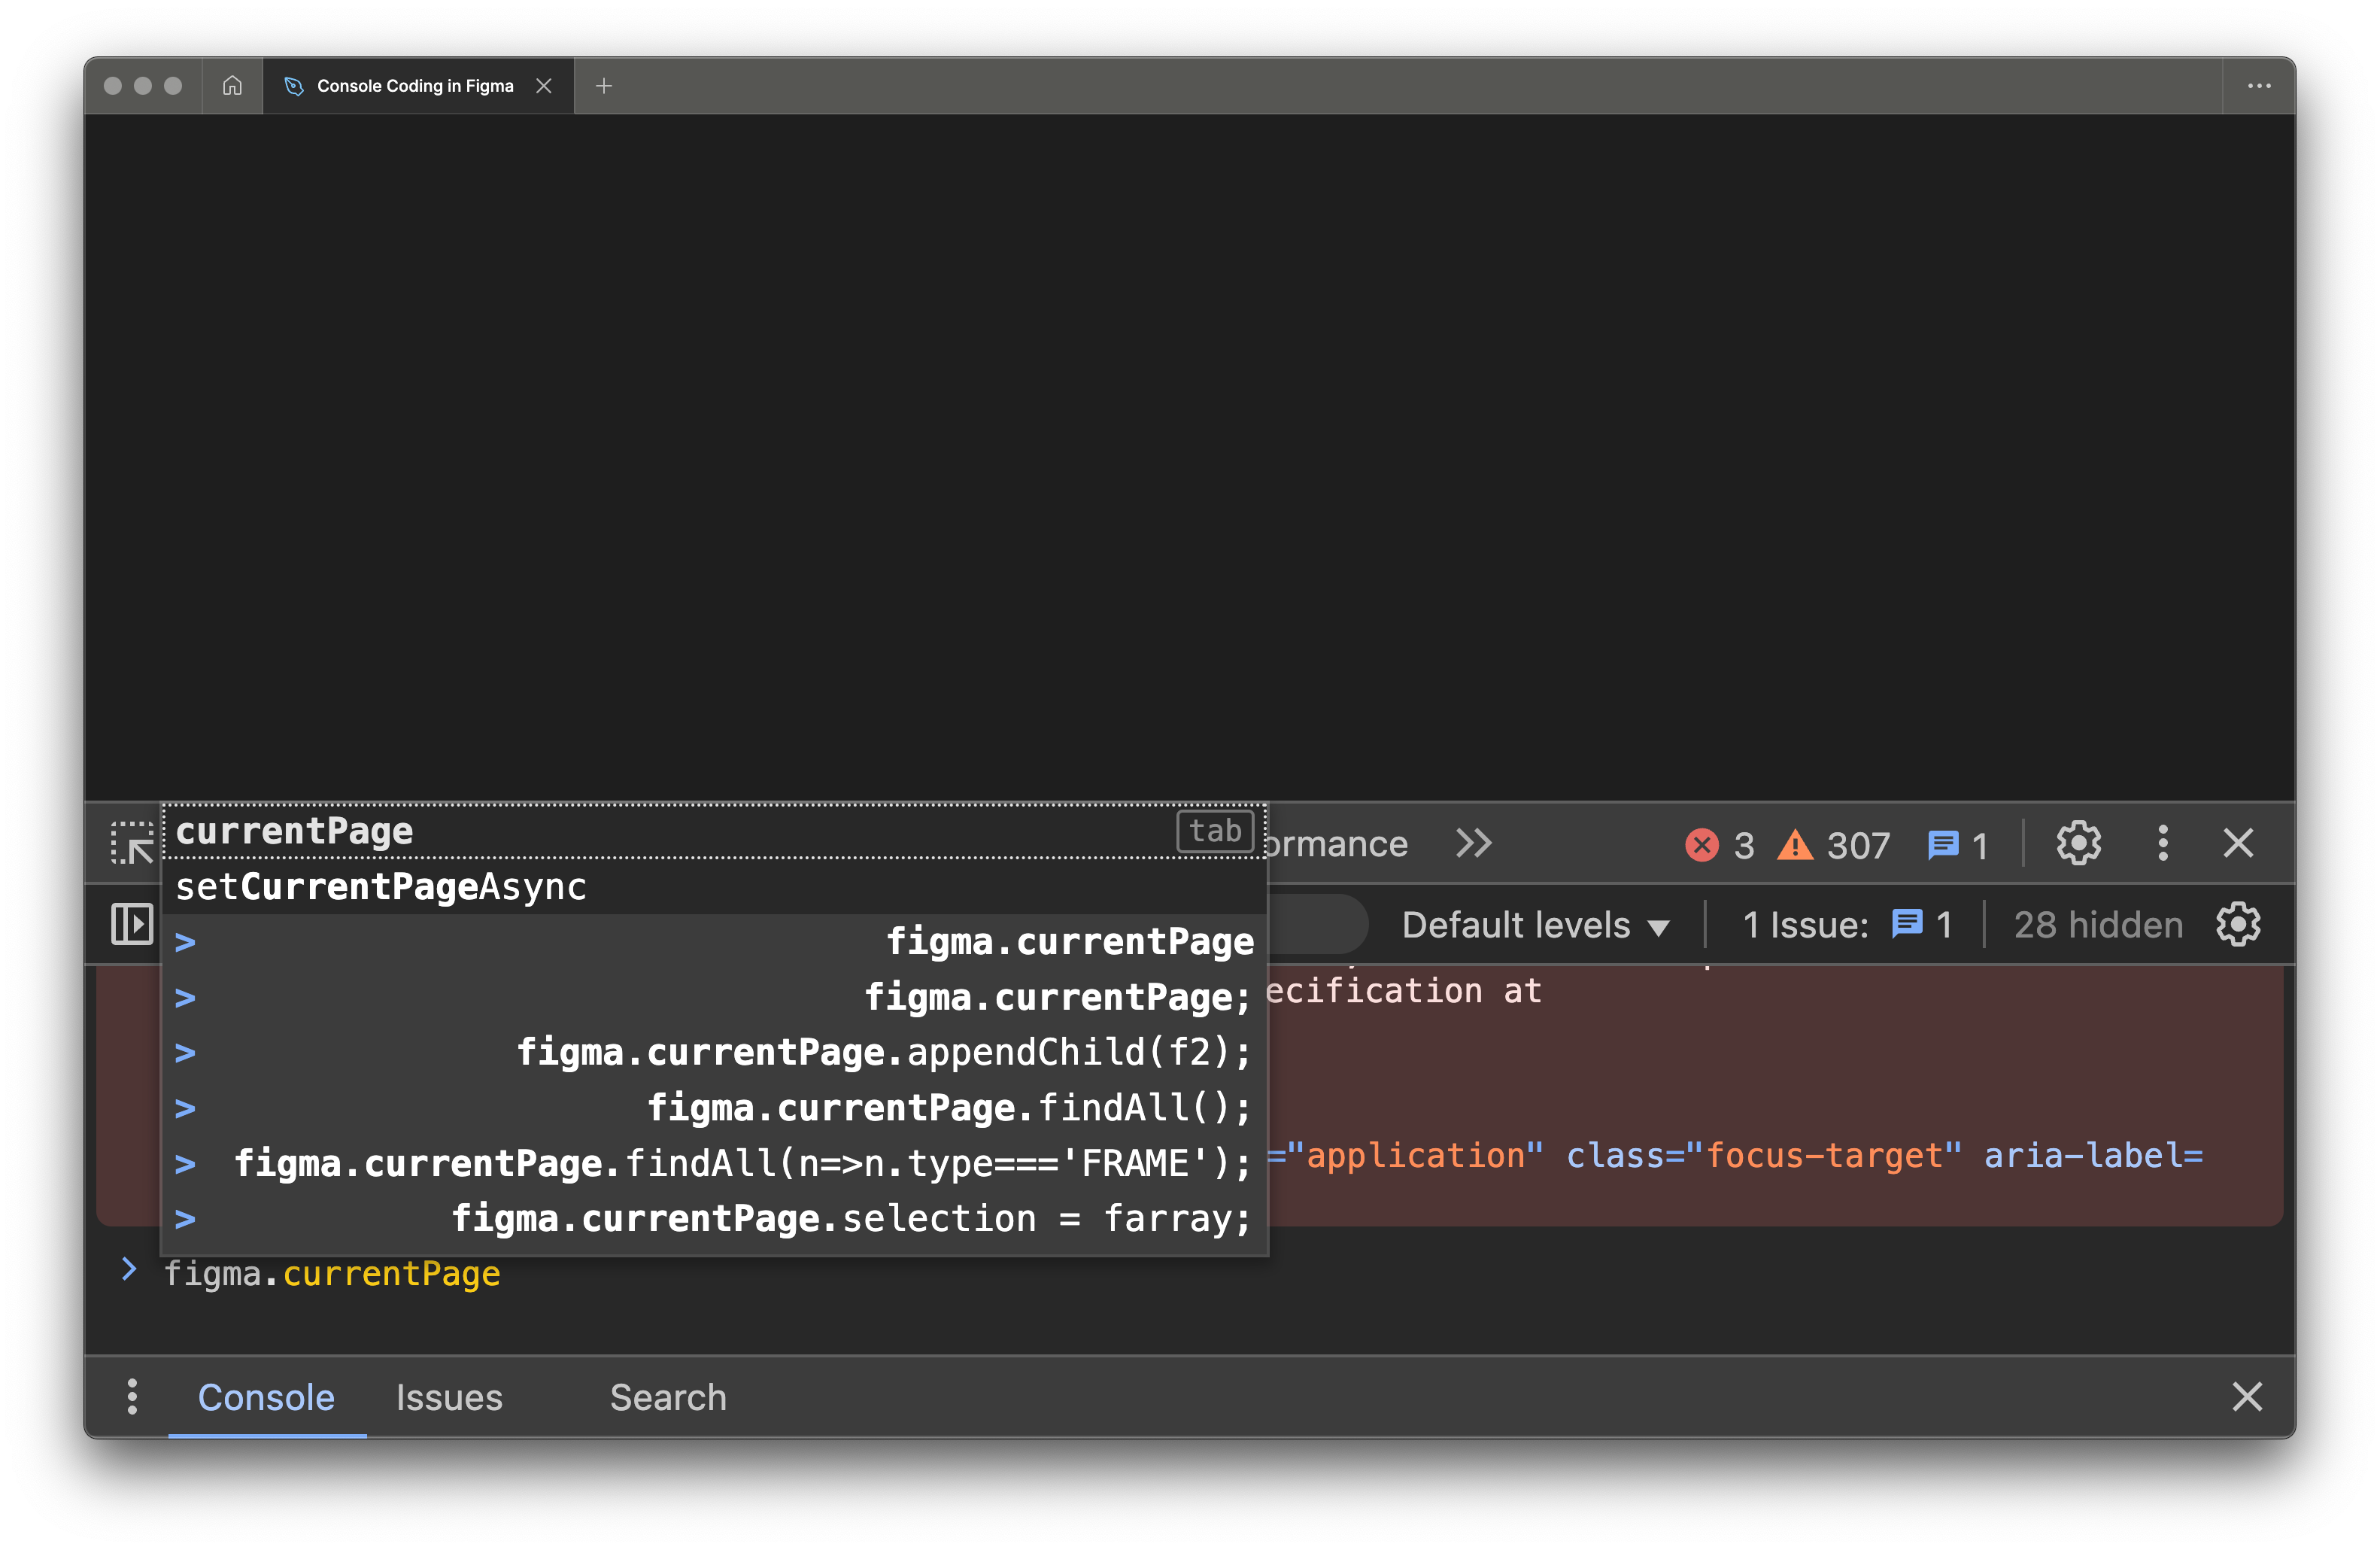 Console Coding in Figma
currentPage tab
setCurrentPageAsync
> figma.currentPage
> figma.currentPage;
> figma.currentPage.appendChild(f2);
> figma.currentPage.findAll();
> figma.currentPage.findAll(n=>n.type==='FRAME');
> figma.currentPage.selection = farray;
ormance 3 307 1
Default levels 1 Issue: 1 28 hidden
ecification at
="application" class="focus-target" aria-label=
> figma.currentPage
Console Issues Search